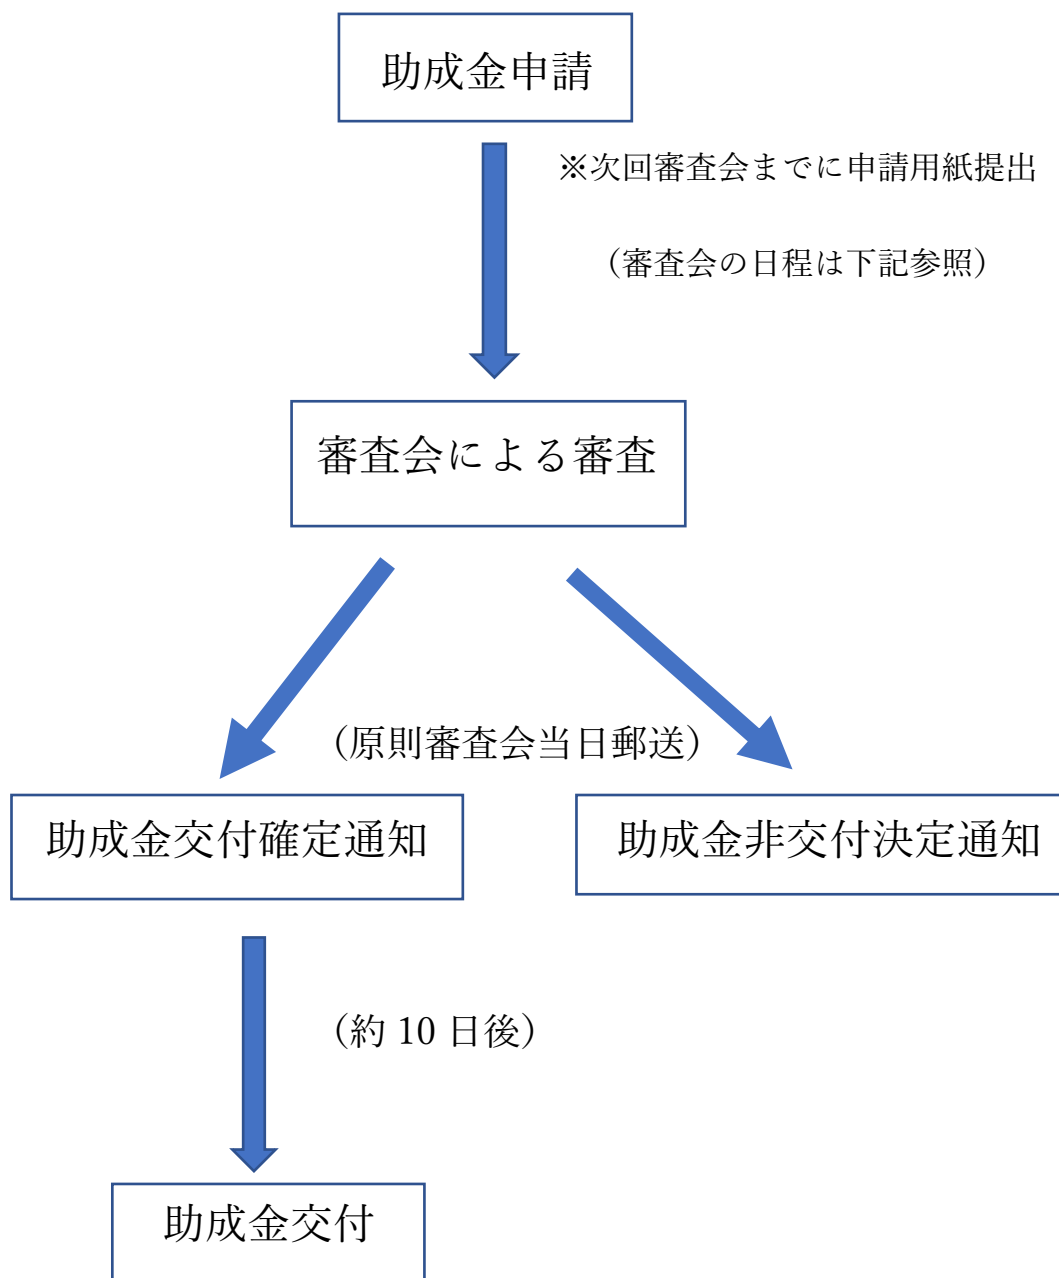 助成金申請
※次回審査会までに申請用紙提出
（審査会の日程は下記参照）
審査会による審査
（原則審査会当日郵送）
助成金交付確定通知
助成金非交付決定通知
（約 10 日後）
助成金交付